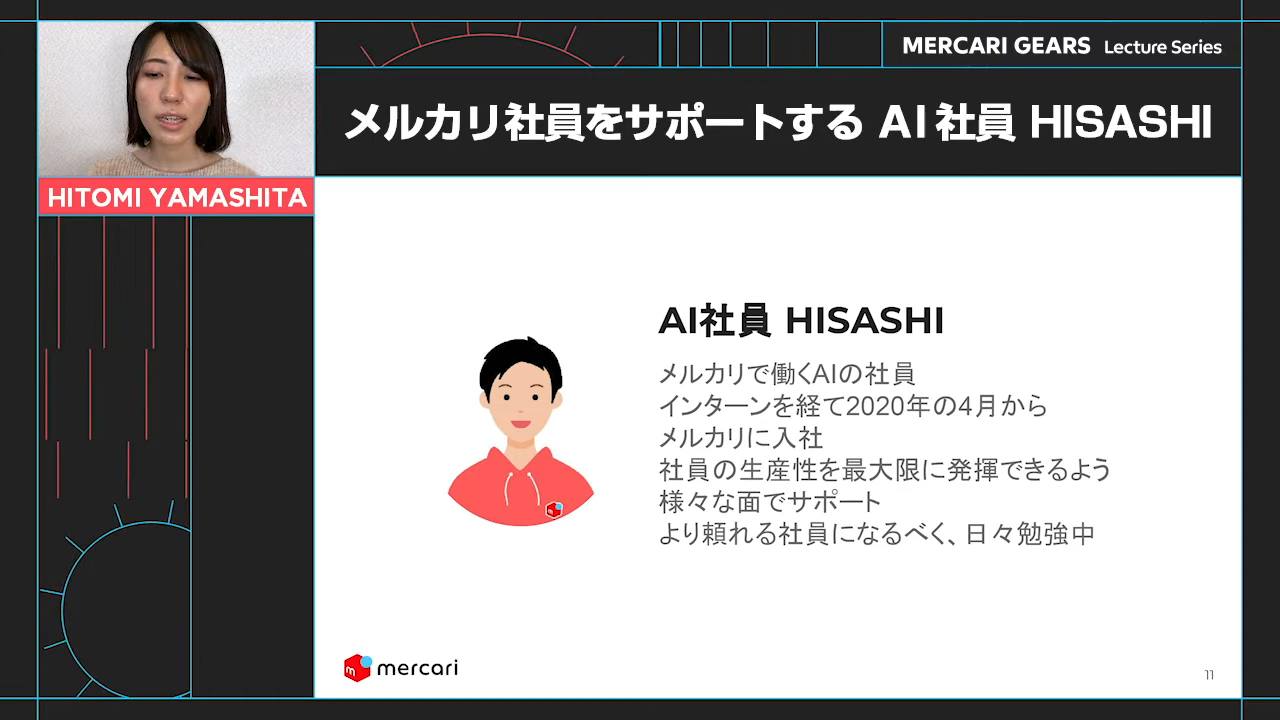 MERCARI GEARS Lecture Series
メルカリ社員をサポートする AI 社員 HISASHI
HITOMI YAMASHITA
AI社員 HISASHI
メルカリで働くAIの社員
インターンを経て2020年の4月から
メルカリに入社
社員の生産性を最大限に発揮できるよう
様々な面でサポート
より頼れる社員になるべく、日々勉強中
mercari
11